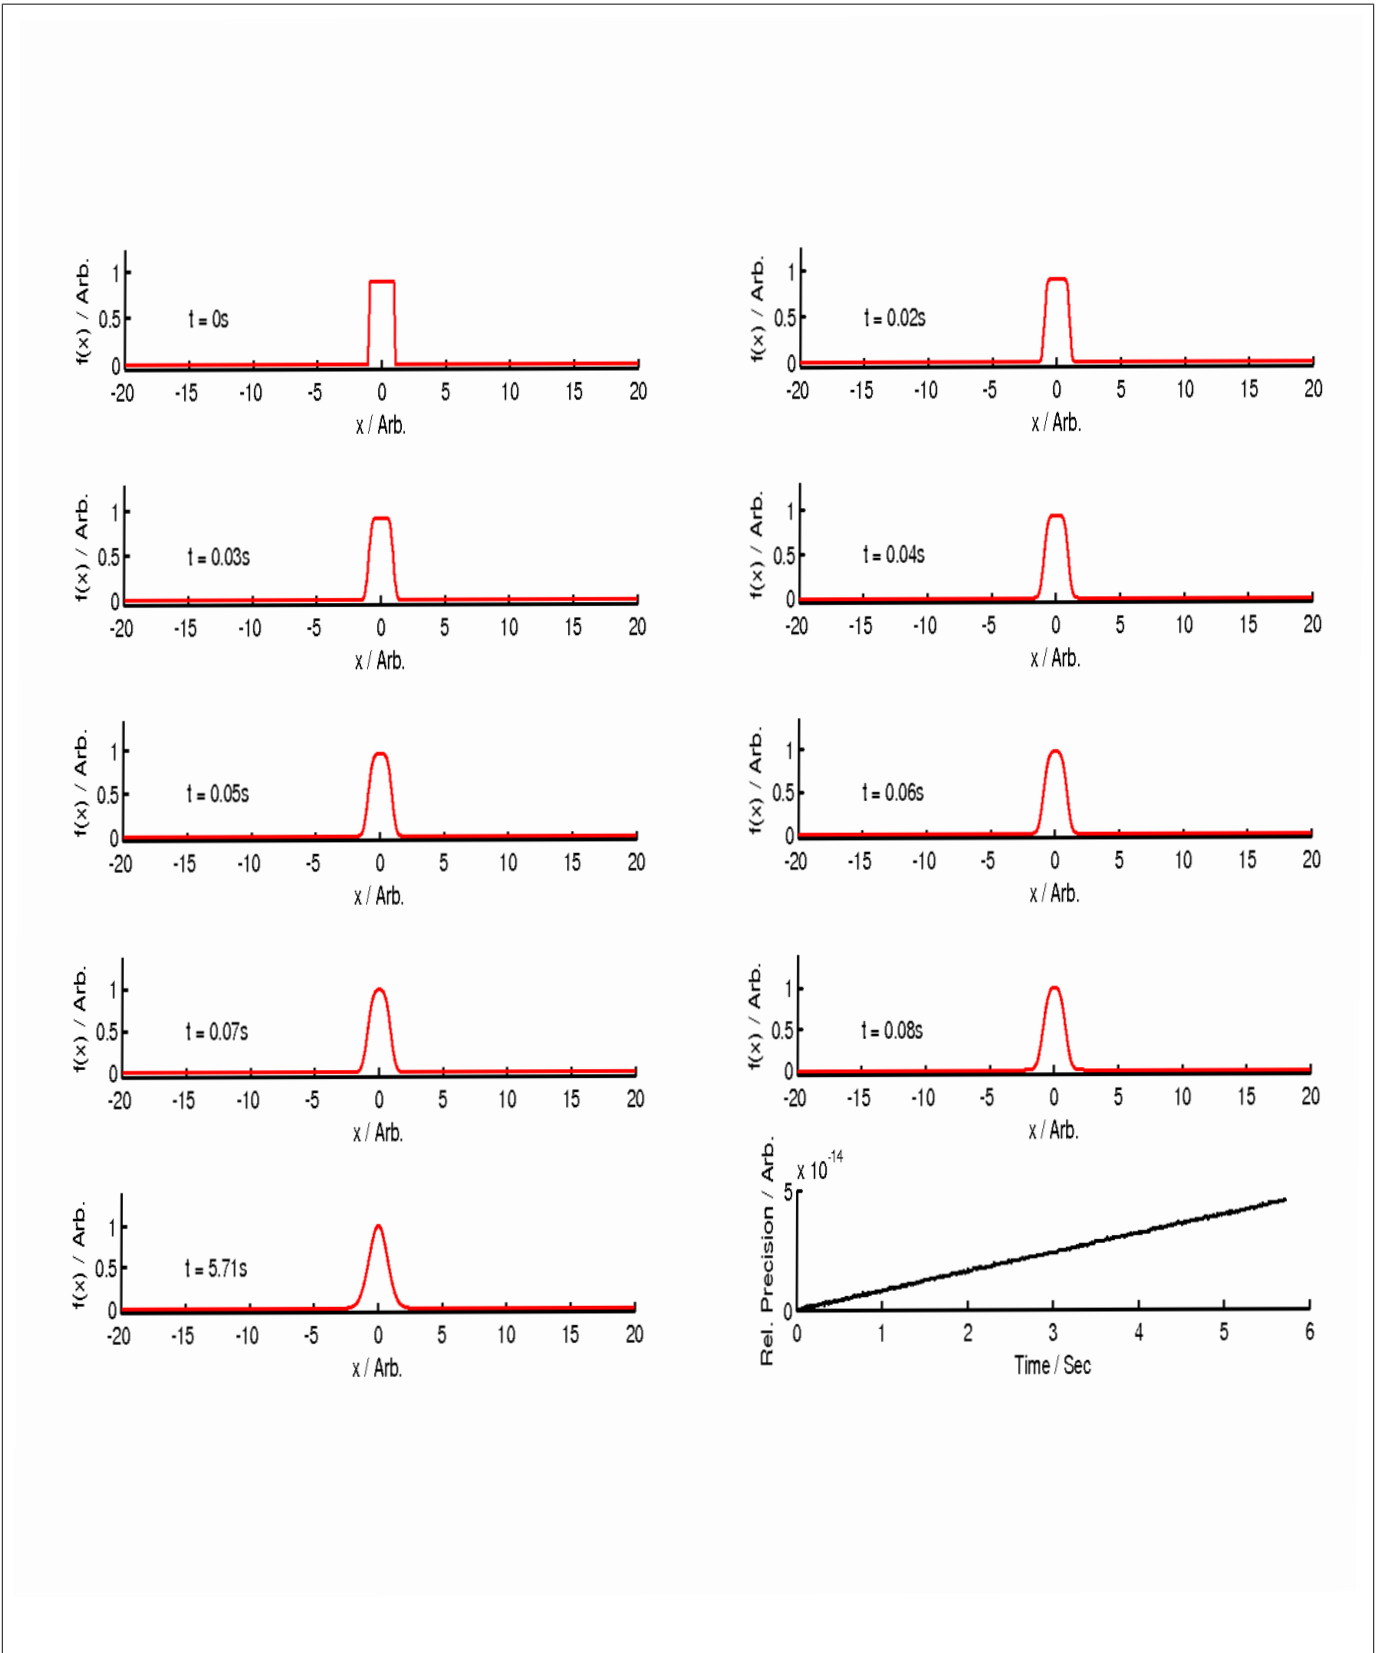 f(x) / Arb.
1
0.5
0
t = 0s
-20 -15 -10 -5 0 5 10 15 20
x / Arb.
f(x) / Arb.
1
0.5
0
t = 0.02s
-20 -15 -10 -5 0 5 10 15 20
x / Arb.
f(x) / Arb.
1
0.5
0
t = 0.03s
-20 -15 -10 -5 0 5 10 15 20
x / Arb.
f(x) / Arb.
1
0.5
0
t = 0.04s
-20 -15 -10 -5 0 5 10 15 20
x / Arb.
f(x) / Arb.
1
0.5
0
t = 0.05s
-20 -15 -10 -5 0 5 10 15 20
x / Arb.
f(x) / Arb.
1
0.5
0
t = 0.06s
-20 -15 -10 -5 0 5 10 15 20
x / Arb.
f(x) / Arb.
1
0.5
0
t = 0.07s
-20 -15 -10 -5 0 5 10 15 20
x / Arb.
f(x) / Arb.
1
0.5
0
t = 0.08s
-20 -15 -10 -5 0 5 10 15 20
x / Arb.
f(x) / Arb.
1
0.5
0
t = 5.71s
-20 -15 -10 -5 0 5 10 15 20
x / Arb.
Rel. Precision / Arb.
x 10^-14
5
0
0 1 2 3 4 5 6
Time / Sec